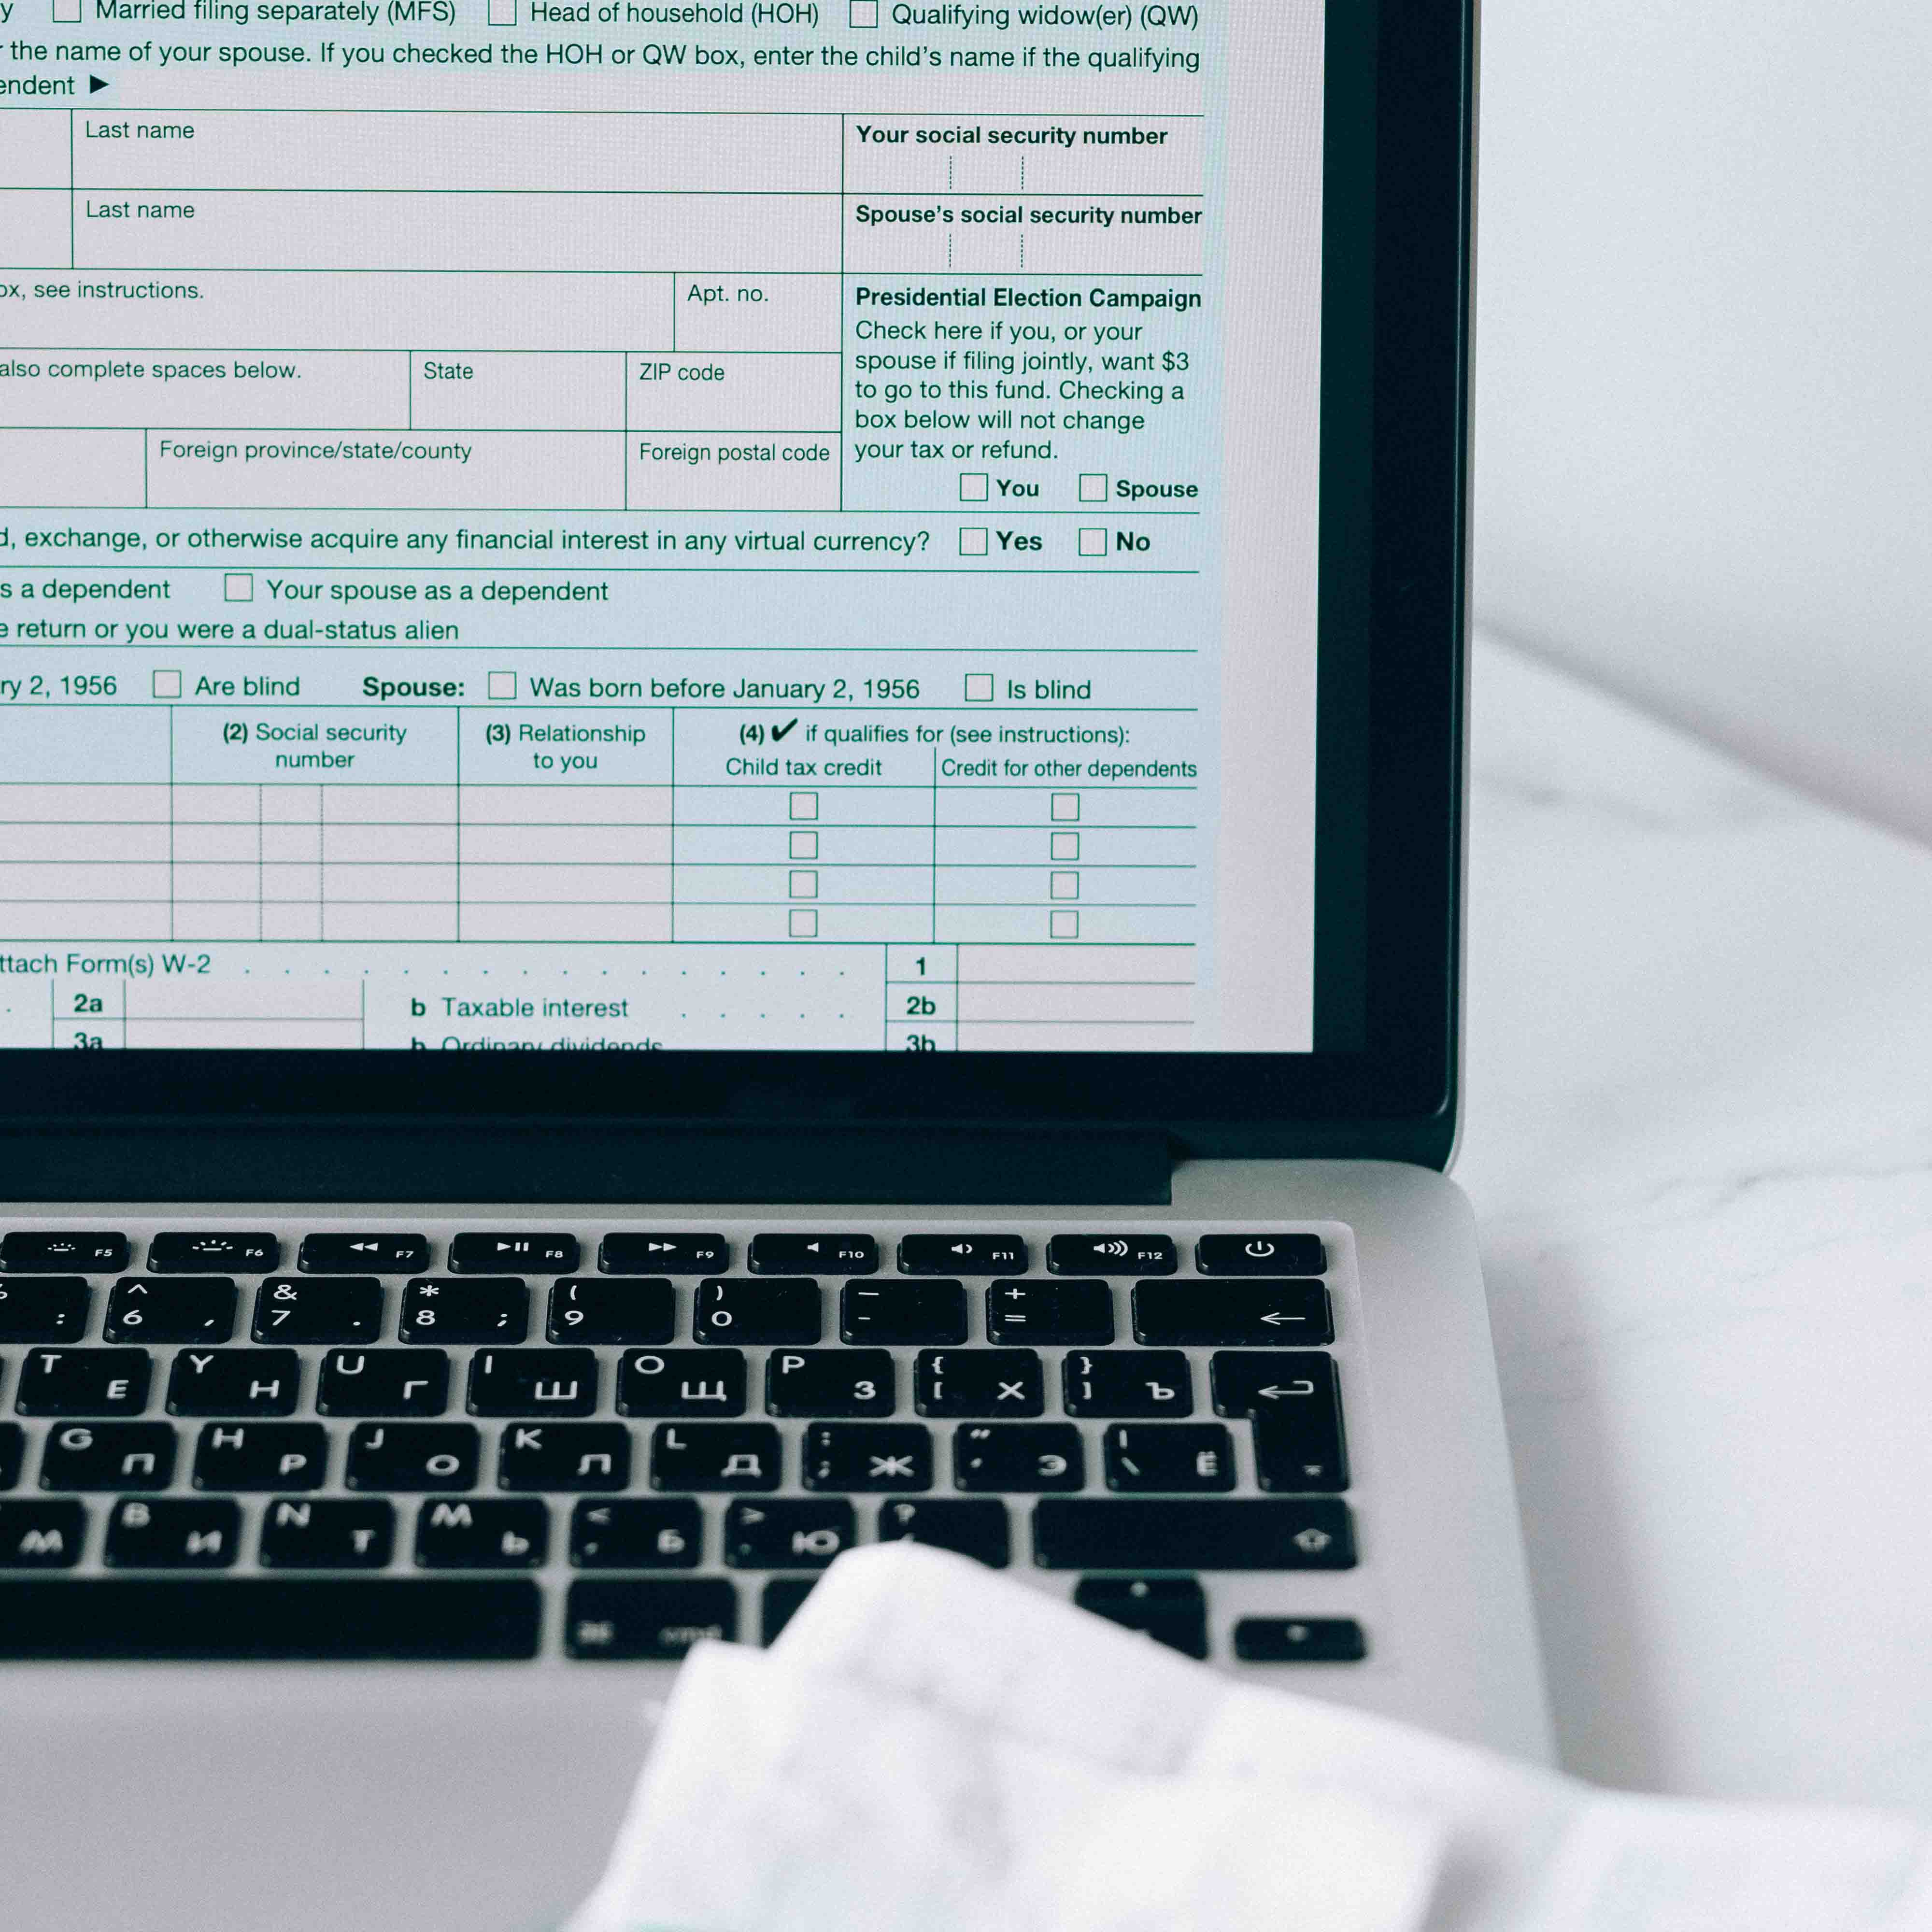 y Married filing separately (MFS) Head of household (HOH) Qualifying widow(er) (QW)
the name of your spouse. If you checked the HOH or QW box, enter the child's name if the qualifying
endent ▶
Last name Your social security number
Last name Spouse's social security number
ox, see instructions. Apt. no.
Presidential Election Campaign
Check here if you, or your
spouse if filing jointly, want $3
to go to this fund. Checking a
box below will not change
your tax or refund.
You Spouse
also complete spaces below. State ZIP code
Foreign province/state/county Foreign postal code
d, exchange, or otherwise acquire any financial interest in any virtual currency? Yes No
s a dependent Your spouse as a dependent
e return or you were a dual-status alien
ry 2, 1956 Are blind Spouse: Was born before January 2, 1956 Is blind
(2) Social security
number
(3) Relationship
to you
(4) ✔ if qualifies for (see instructions):
Child tax credit Credit for other dependents
ttach Form(s) W-2 . . . . . . . . . . . . . . . . 1
. 2a b Taxable interest . . . . . 2b
3a b Ordinary dividends 3b
F5 F6 F7 F8 F9 F10 F11 F12
: ^ 6 , & 7 . * 8 ; ( 9 ) 0 — - + = ←
T Е Y Н U Г I Ш O Щ P З { [ Х } ] Ъ
G П H Р J О K Л L Д : ; Ж " ' Э | \ Ё
М B И N Т M Ь < , Б > . Ю ?
⌘ cmd